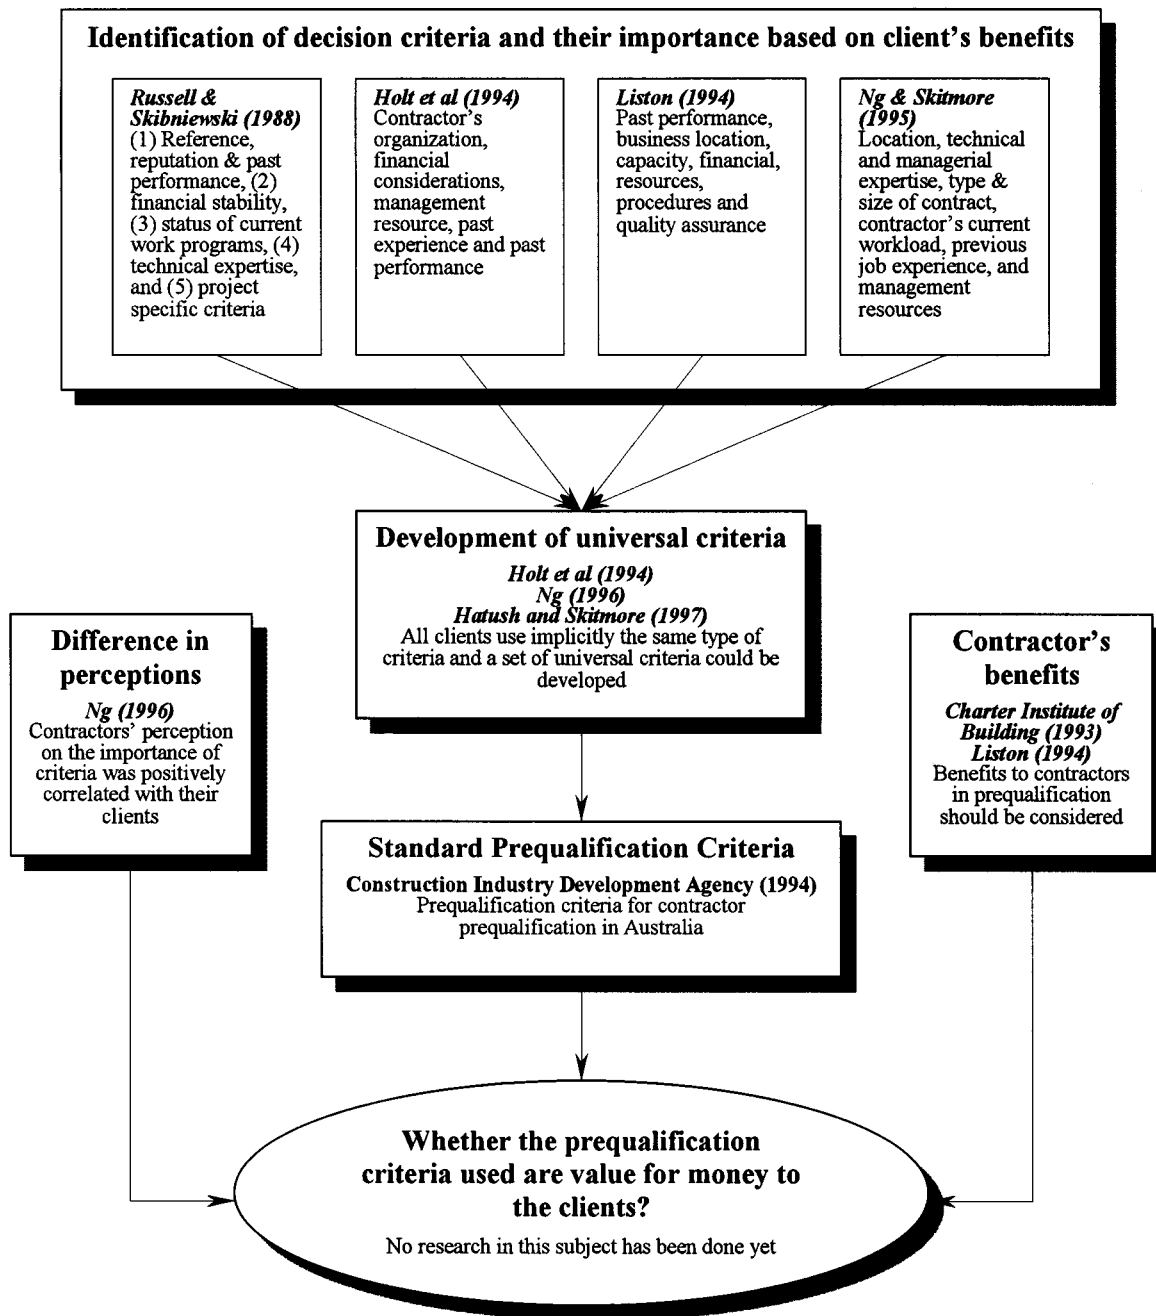 Identification of decision criteria and their importance based on client's benefits
Russell &
Skibniewski (1988)
(1) Reference,
reputation & past
performance, (2)
financial stability,
(3) status of current
work programs, (4)
technical expertise,
and (5) project
specific criteria
Holt et al (1994)
Contractor's
organization,
financial
considerations,
management
resource, past
experience and past
performance
Liston (1994)
Past performance,
business location,
capacity, financial,
resources,
procedures and
quality assurance
Ng & Skitmore
(1995)
Location, technical
and managerial
expertise, type &
size of contract,
contractor's current
workload, previous
job experience, and
management
resources
Development of universal criteria
Holt et al (1994)
Ng (1996)
Hatush and Skitmore (1997)
All clients use implicitly the same type of
criteria and a set of universal criteria could be
developed
Difference in
perceptions
Ng (1996)
Contractors' perception
on the importance of
criteria was positively
correlated with their
clients
Contractor's
benefits
Charter Institute of
Building (1993)
Liston (1994)
Benefits to contractors
in prequalification
should be considered
Standard Prequalification Criteria
Construction Industry Development Agency (1994)
Prequalification criteria for contractor
prequalification in Australia
Whether the prequalification
criteria used are value for money to
the clients?
No research in this subject has been done yet